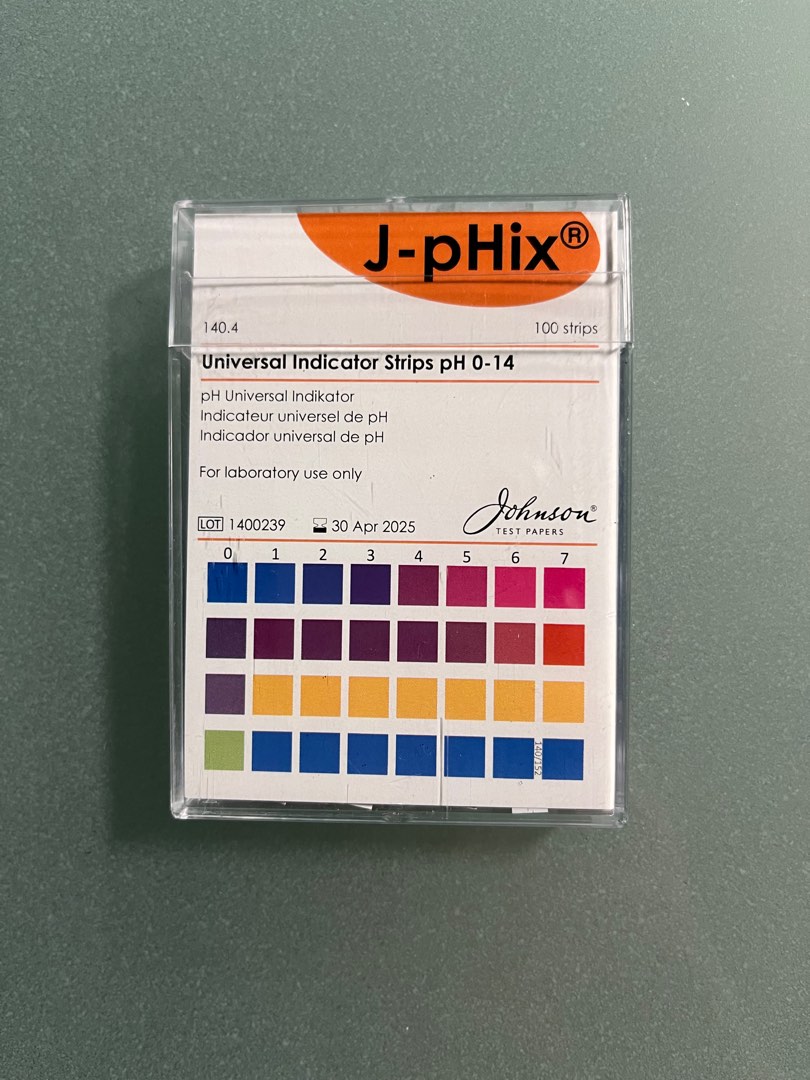 J-pHix®
140.4 100 strips
Universal Indicator Strips pH 0-14
pH Universal Indikator
Indicateur universel de pH
Indicador universal de pH
For laboratory use only
LOT 1400239 30 Apr 2025
Johnson®
TEST PAPERS
0 1 2 3 4 5 6 7
140/152